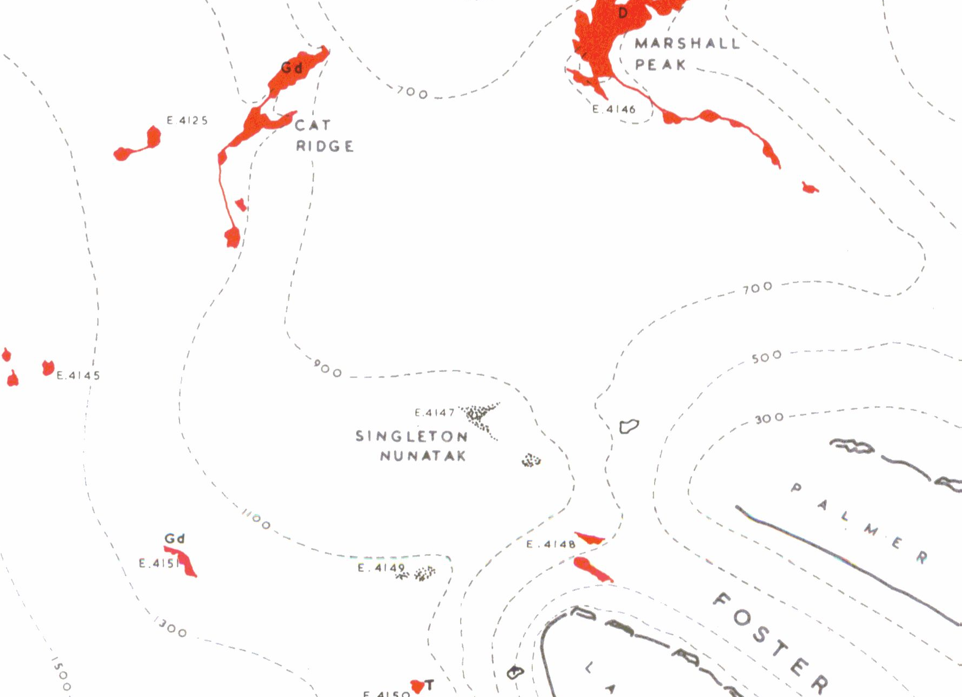 D
MARSHALL
PEAK
Gd
700
E.4146
E.4125
CAT
RIDGE
700
500
900
E.4145
E.4147
300
SINGLETON
NUNATAK
PALMER
1100
Gd
E.4148
E.4151
E.4149
FOSTER
1300
1500
LA
T
E.4150